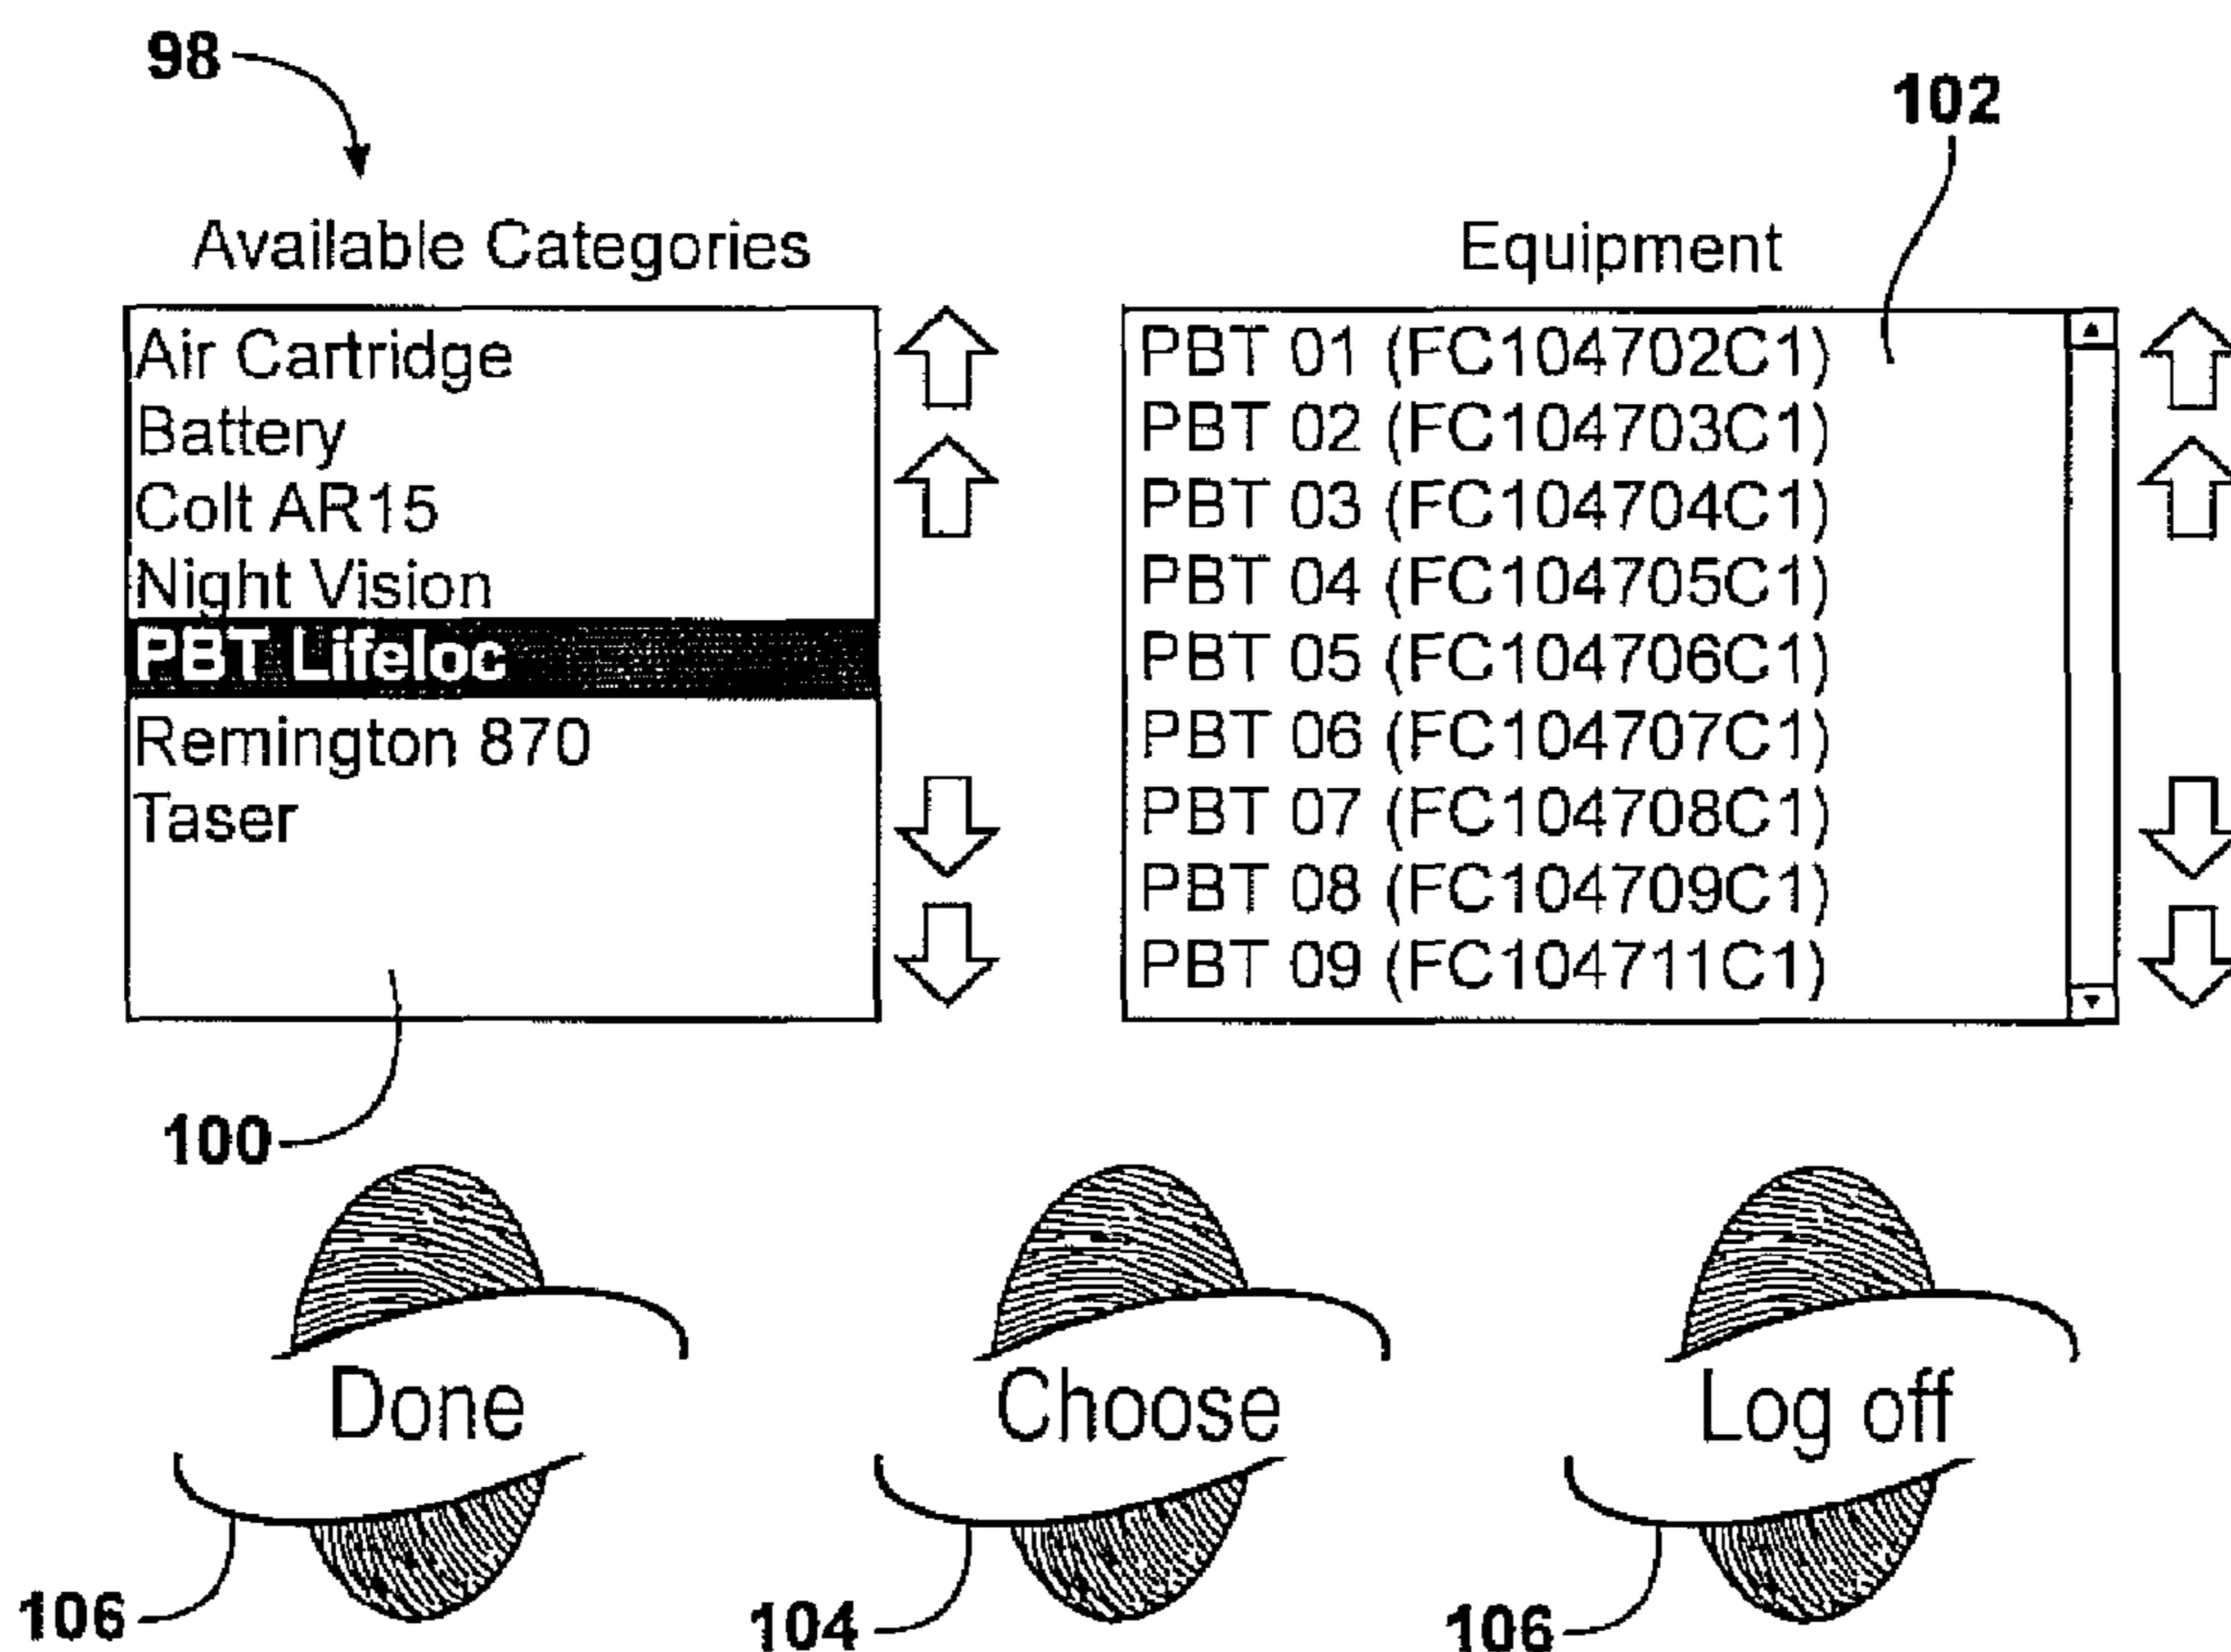 98
102
Available Categories
Equipment
Air Cartridge
Battery
Colt AR15
Night Vision
PBT Lifeloc
Remington 870
Taser
PBT 01 (FC104702C1)
PBT 02 (FC104703C1)
PBT 03 (FC104704C1)
PBT 04 (FC104705C1)
PBT 05 (FC104706C1)
PBT 06 (FC104707C1)
PBT 07 (FC104708C1)
PBT 08 (FC104709C1)
PBT 09 (FC104711C1)
100
Done
Choose
Log off
106
104
106